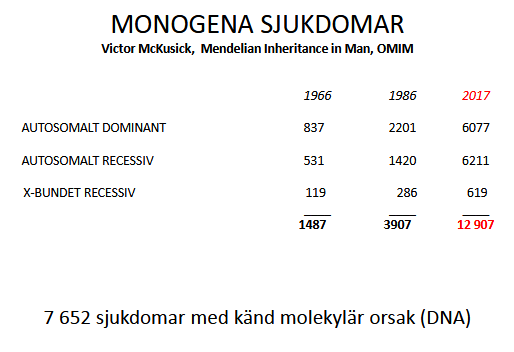 MONOGENA SJUKDOMAR
Victor McKusick, Mendelian Inheritance in Man, OMIM
1966 1986 2017
AUTOSOMALT DOMINANT 837 2201 6077
AUTOSOMALT RECESSIV 531 1420 6211
X-BUNDET RECESSIV 119 286 619
1487 3907 12 907
7 652 sjukdomar med känd molekylär orsak (DNA)